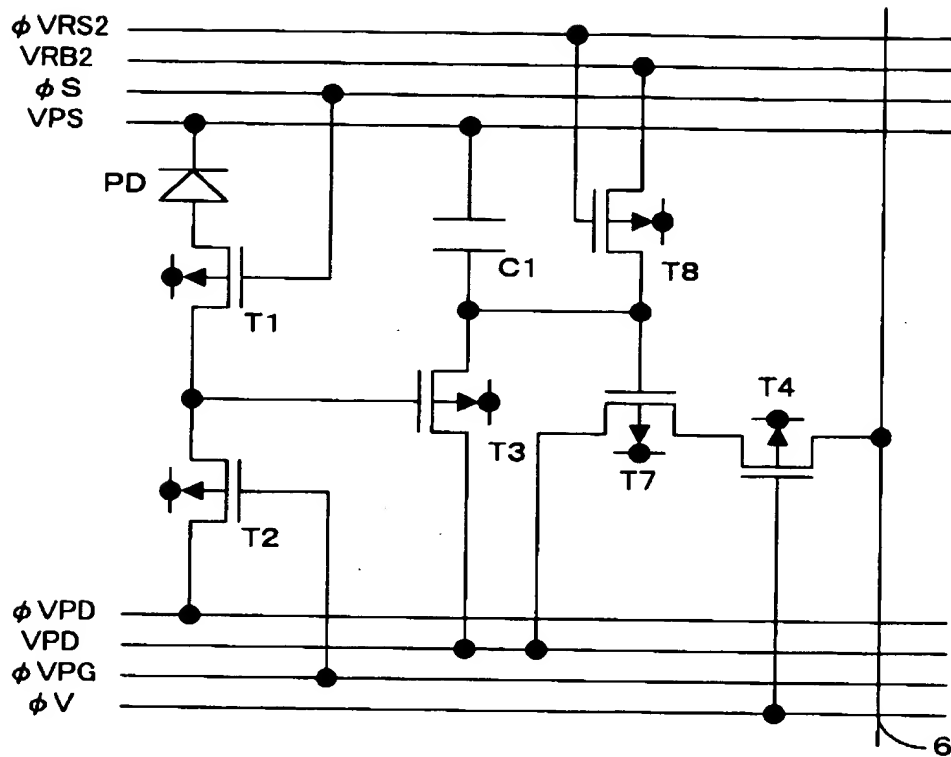 φVRS2
VRB2
φS
VPS
PD
T1
C1
T8
T3
T4
T7
T2
φVPD
VPD
φVPG
φV
6